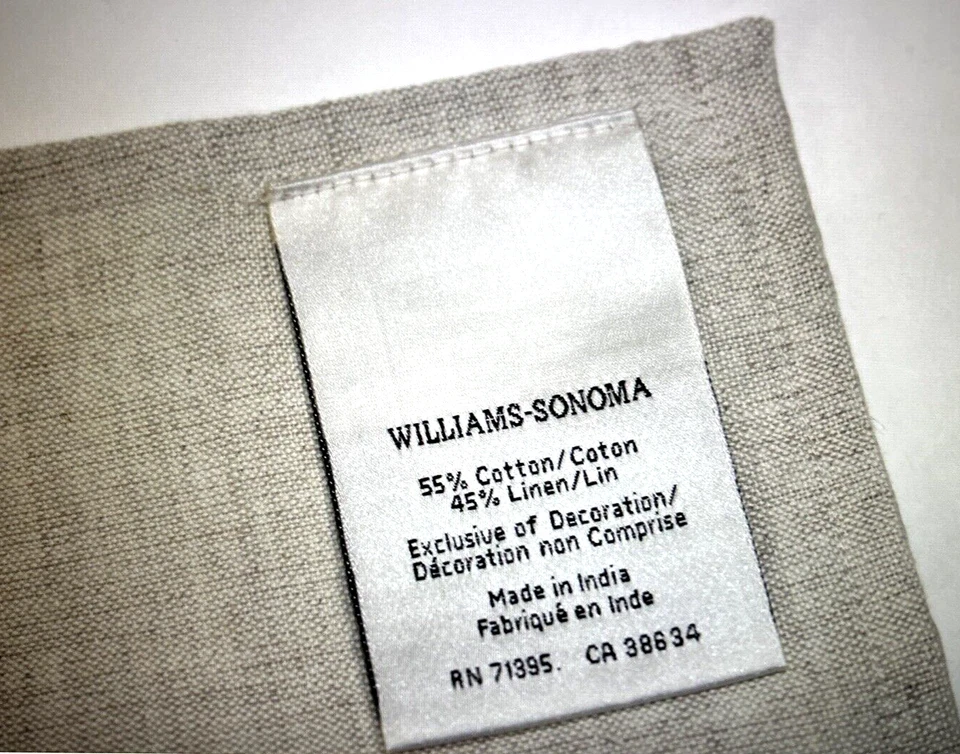 WILLIAMS-SONOMA
55% Cotton/Coton
45% Linen/Lin
Exclusive of Decoration/
Décoration non Comprise
Made in India
Fabriqué en Inde
RN 71395. CA 38634